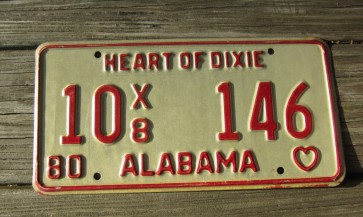 HEART OF DIXIE
10 X 8 146
80 ALABAMA